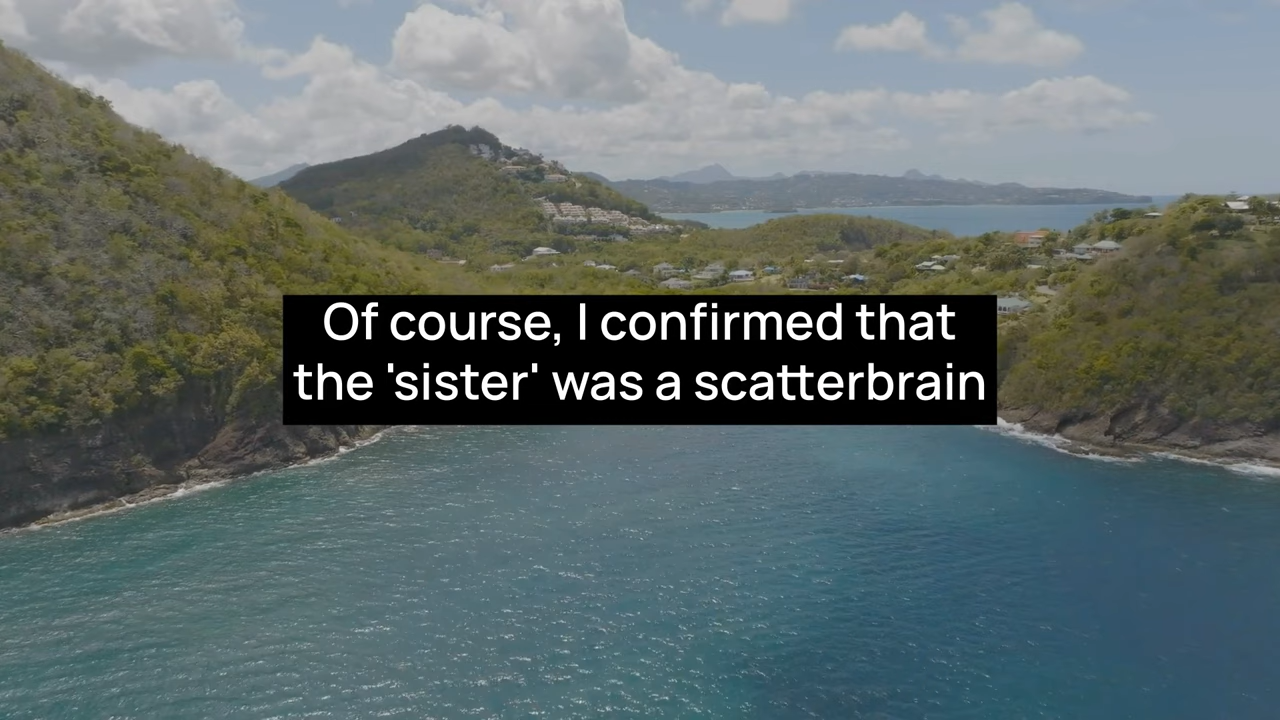 Of course, I confirmed that
the 'sister' was a scatterbrain